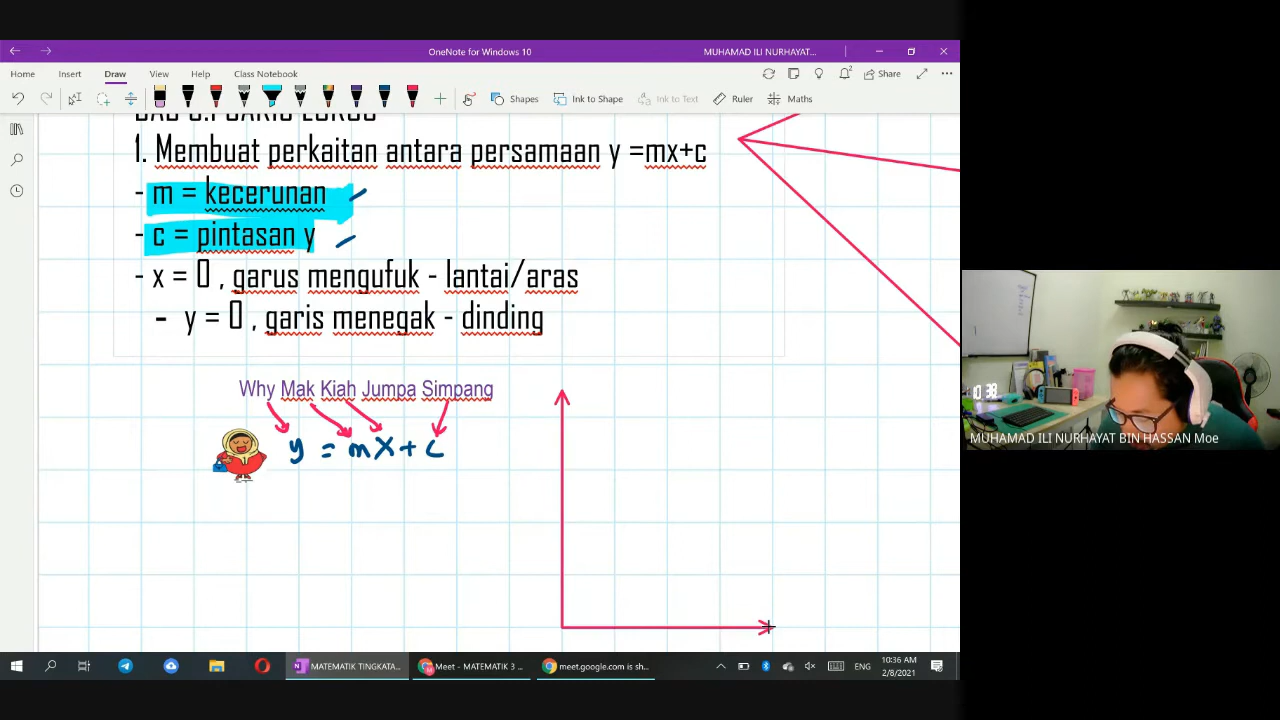 OneNote for Windows 10
MUHAMAD ILI NURHAYAT...
Home Insert Draw View Help Class Notebook
Share
Shapes Ink to Shape Ink to Text Ruler Maths
1. Membuat perkaitan antara persamaan y =mx+c
- m = kecerunan
- c = pintasan y
- x = 0 , garus mengufuk - lantai/aras
- y = 0 , garis menegak - dinding
Why Mak Kiah Jumpa Simpang
y = mx + c
10:38
MUHAMAD ILI NURHAYAT BIN HASSAN Moe
MATEMATIK TINGKATA...
Meet - MATEMATIK 3 ...
meet.google.com is sh...
ENG
10:36 AM
2/8/2021